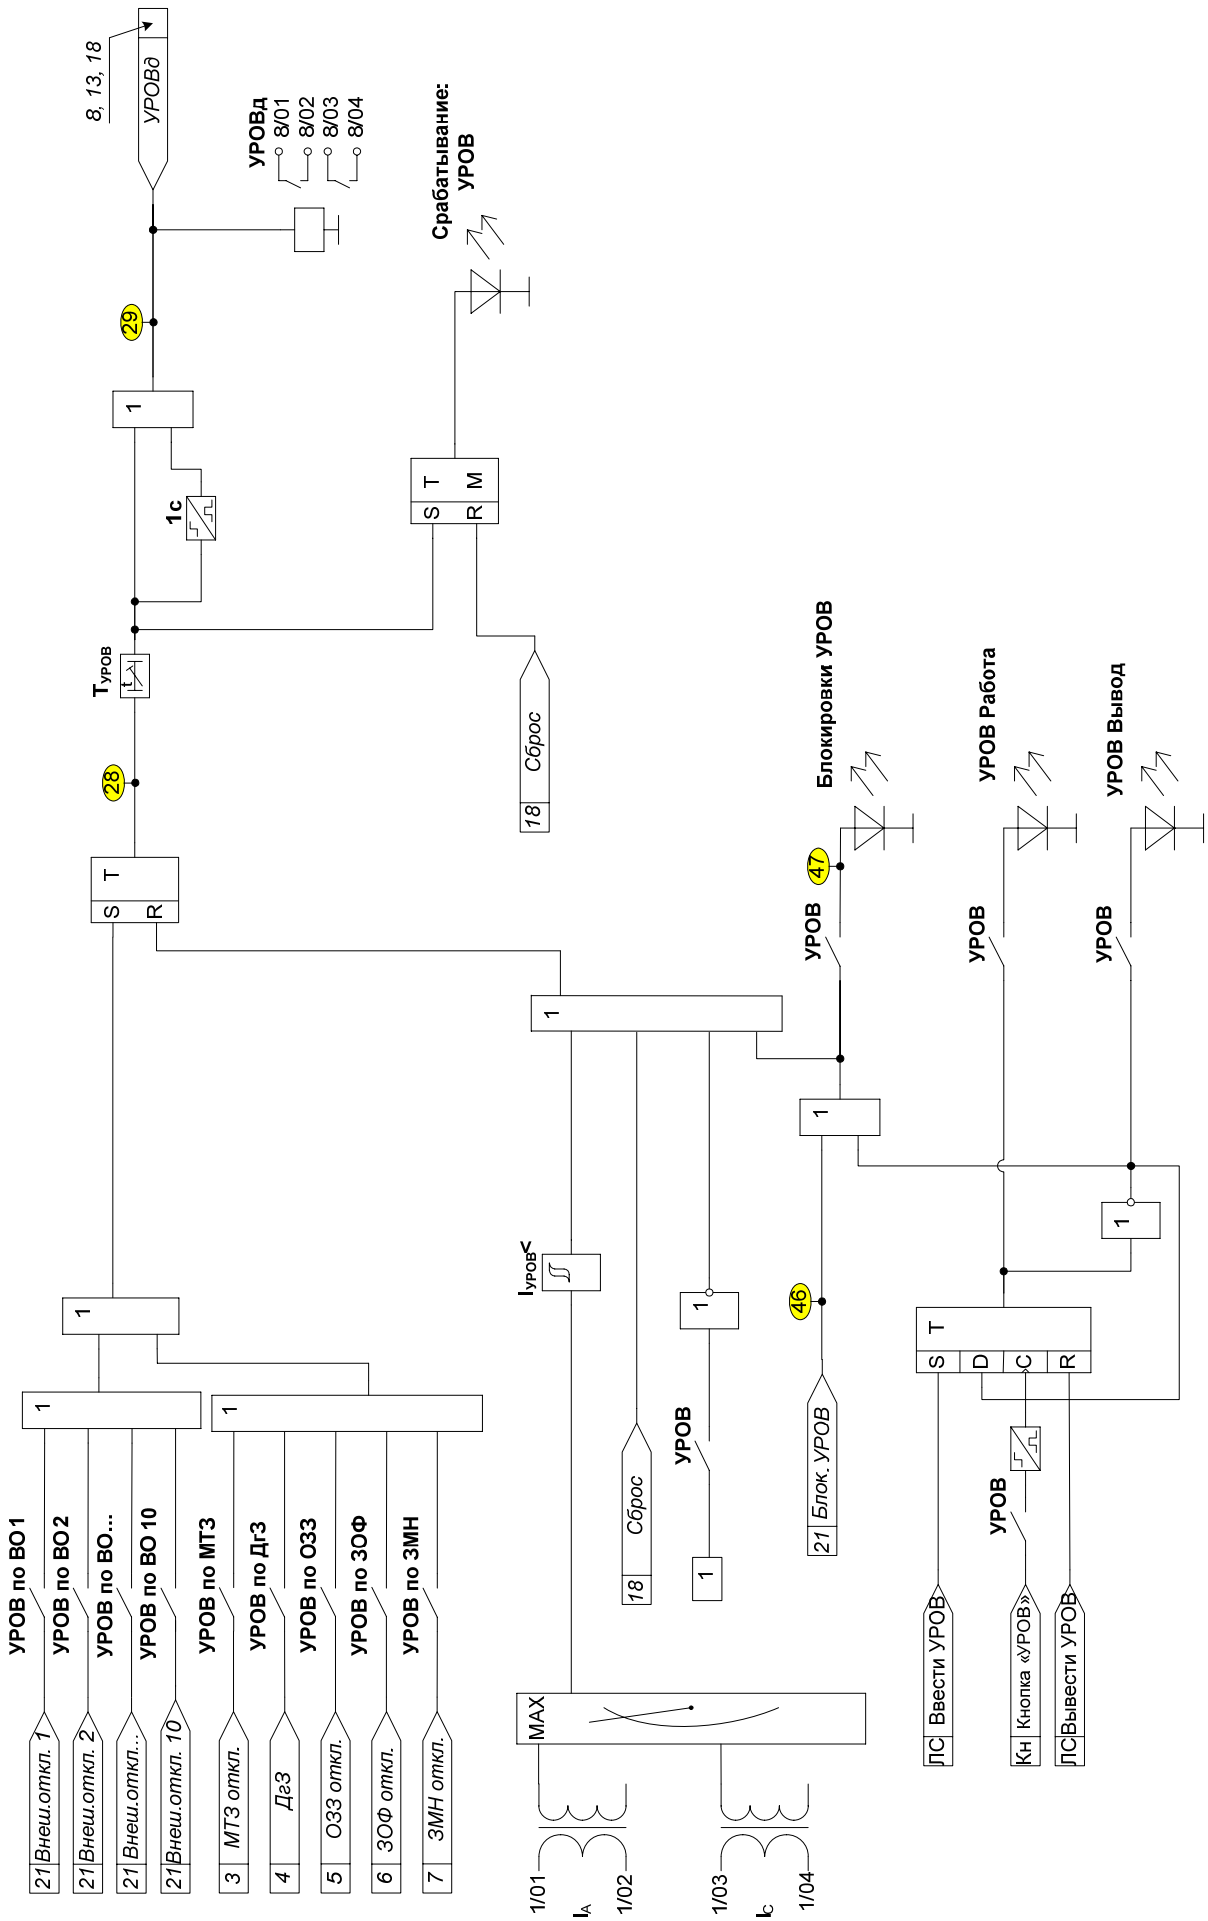 21 Внеш.откл. 1
УРОВ по ВО1
21 Внеш.откл. 2
УРОВ по ВО2
21 Внеш.откл...
УРОВ по ВО...
21 Внеш.откл. 10
УРОВ по ВО 10
3 МТЗ откл.
УРОВ по МТЗ
4 ДгЗ
УРОВ по ДгЗ
5 ОЗЗ откл.
УРОВ по ОЗЗ
6 ЗОФ откл.
УРОВ по ЗОФ
7 ЗМН откл.
УРОВ по ЗМН
1
1
1
S T
R
28
TУРОВ
t
1с
1
29
УРОВд
8, 13, 18
УРОВд
8/01
8/02
8/03
8/04
S T
R M
Срабатывание:
УРОВ
18 Сброс
1/01
IA
1/02
1/03
IC
1/04
MAX
IУРОВ<
18 Сброс
1
УРОВ
1
1
21 Блок. УРОВ
46
1
УРОВ
47
Блокировки УРОВ
ЛС Ввести УРОВ
Кн Кнопка «УРОВ»
УРОВ
ЛС Вывести УРОВ
S T
D
C
R
1
УРОВ
УРОВ Работа
УРОВ
УРОВ Вывод